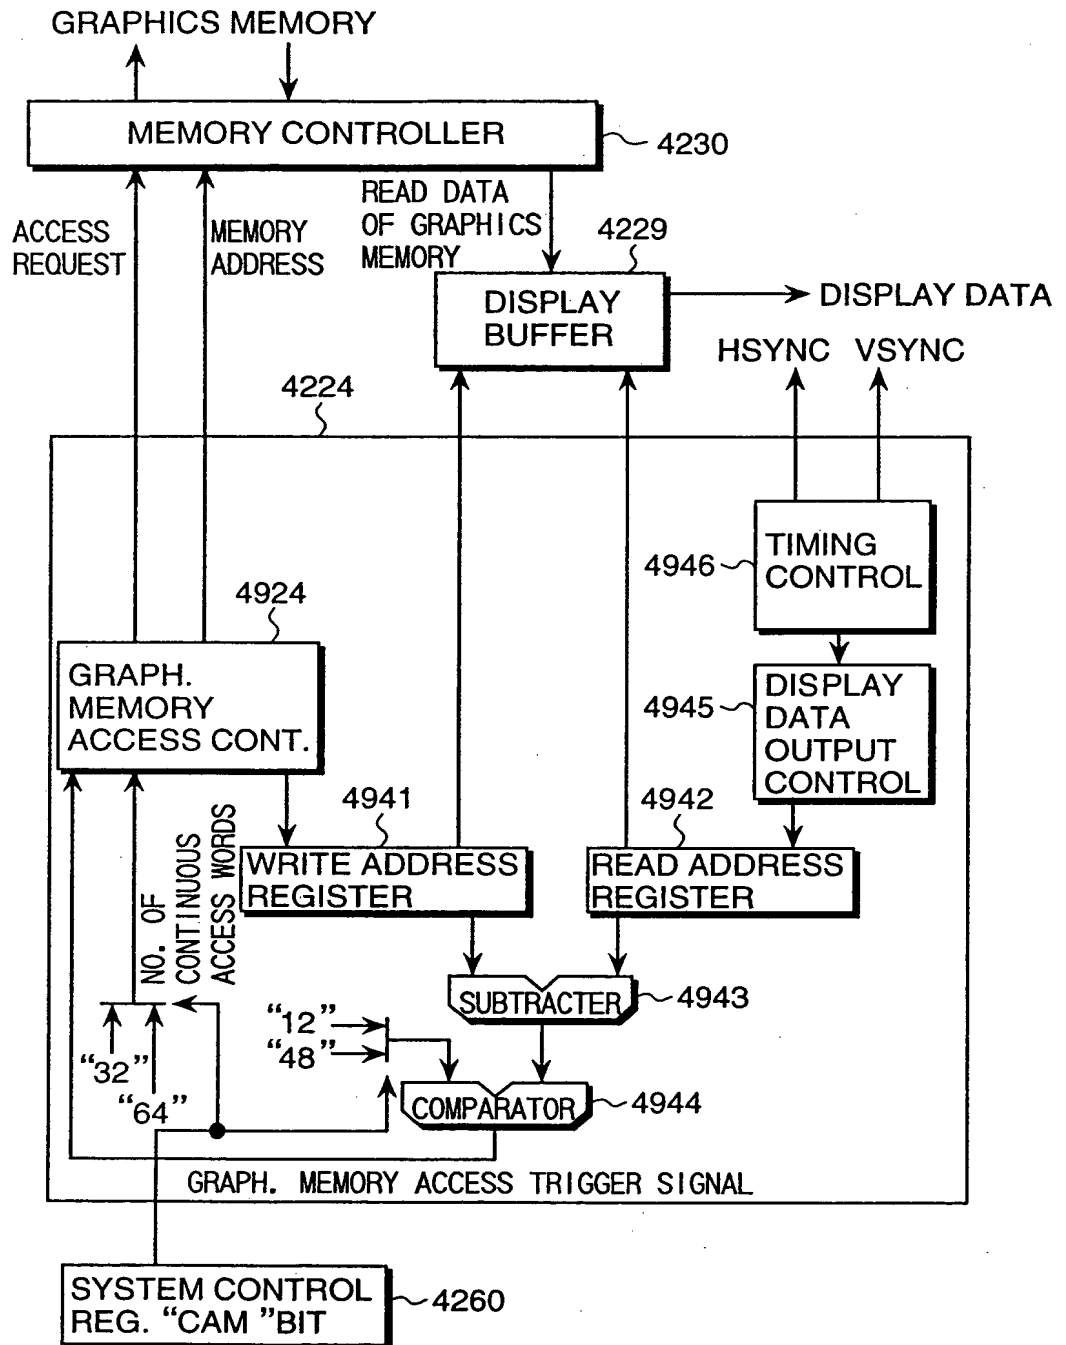 GRAPHICS MEMORY
MEMORY CONTROLLER
4230
ACCESS
REQUEST
MEMORY
ADDRESS
READ DATA
OF GRAPHICS
MEMORY
4229
DISPLAY
BUFFER
DISPLAY DATA
HSYNC VSYNC
4224
TIMING
CONTROL
4946
4924
GRAPH.
MEMORY
ACCESS CONT.
DISPLAY
DATA
OUTPUT
CONTROL
4945
4941
WRITE ADDRESS
REGISTER
4942
READ ADDRESS
REGISTER
NO. OF
CONTINUOUS
ACCESS WORDS
SUBTRACTER
4943
"12"
"48"
"32"
"64"
COMPARATOR
4944
GRAPH. MEMORY ACCESS TRIGGER SIGNAL
SYSTEM CONTROL
REG. "CAM "BIT
4260